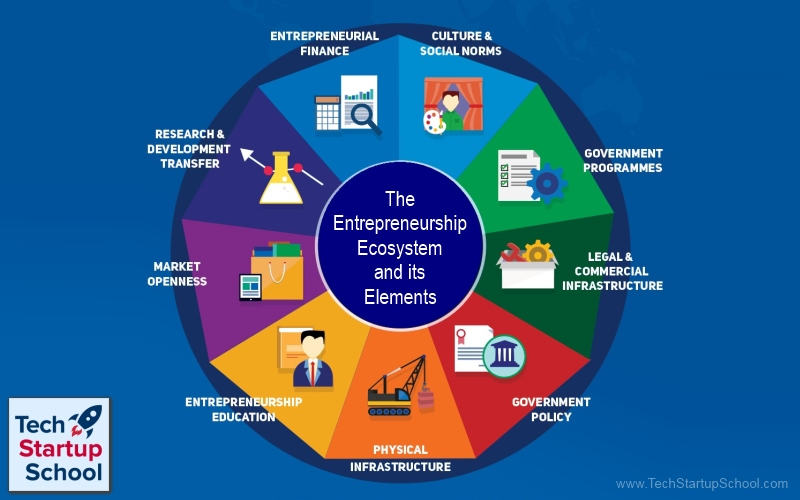 ENTREPRENEURIAL
FINANCE
CULTURE &
SOCIAL NORMS
RESEARCH &
DEVELOPMENT
TRANSFER
GOVERNMENT
PROGRAMMES
The
Entrepreneurship
Ecosystem
and its
Elements
MARKET
OPENNESS
LEGAL &
COMMERCIAL
INFRASTRUCTURE
ENTREPRENEURSHIP
EDUCATION
GOVERNMENT
POLICY
PHYSICAL
INFRASTRUCTURE
Tech
Startup
School
www.TechStartupSchool.com